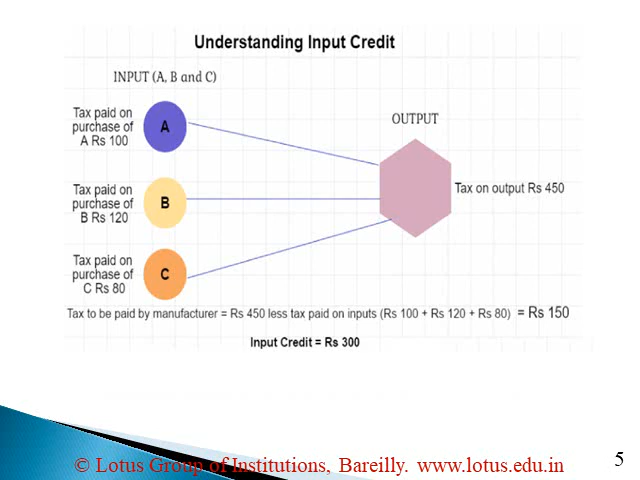 Understanding Input Credit
INPUT (A, B and C)
Tax paid on
purchase of
A Rs 100
A
OUTPUT
Tax paid on
purchase of
B Rs 120
B
Tax on output Rs 450
Tax paid on
purchase of
C Rs 80
C
Tax to be paid by manufacturer = Rs 450 less tax paid on inputs (Rs 100 + Rs 120 + Rs 80) = Rs 150
Input Credit = Rs 300
© Lotus Group of Institutions, Bareilly. www.lotus.edu.in
5